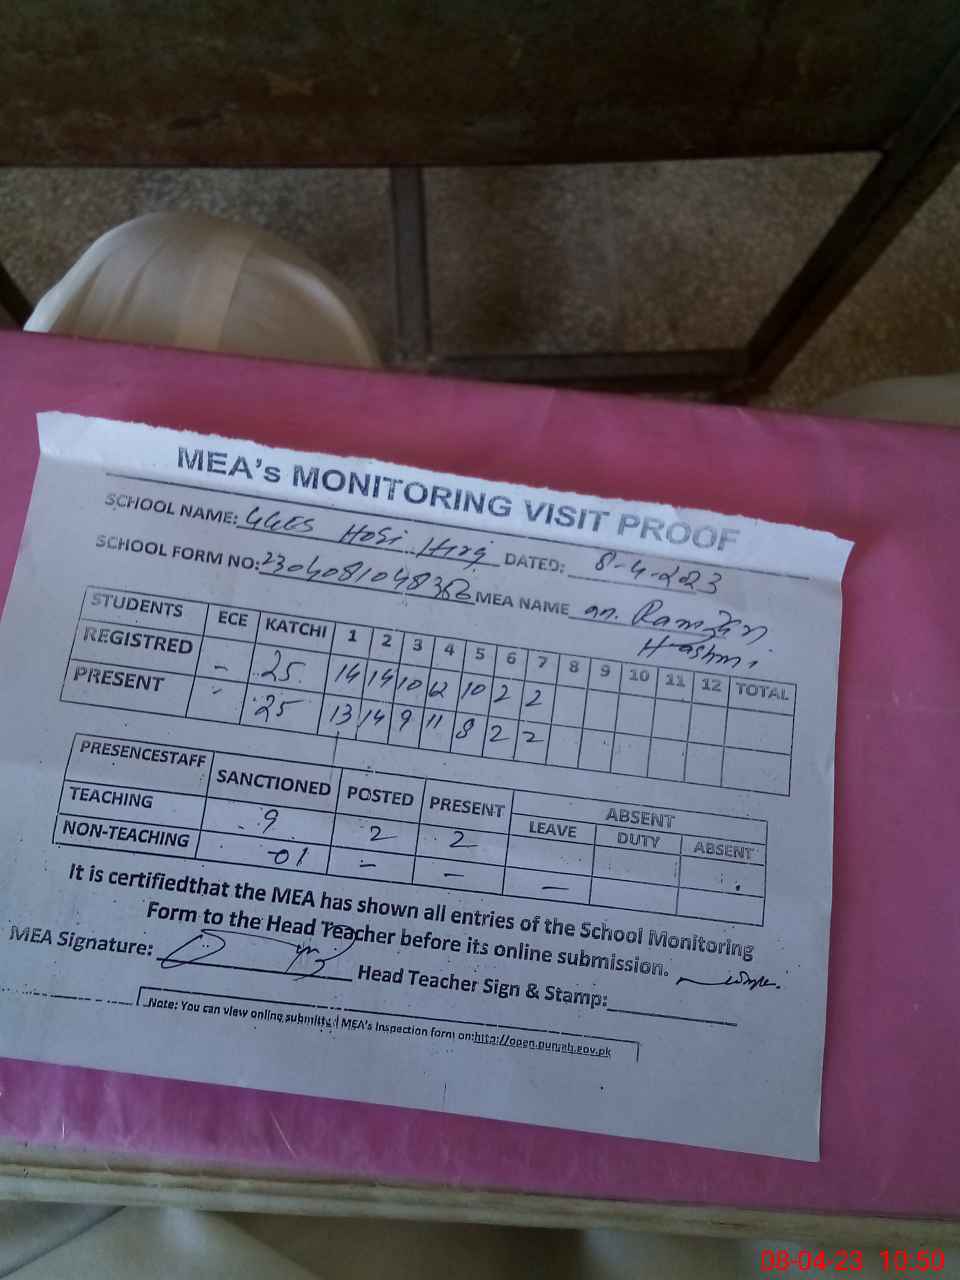 MEA's MONITORING VISIT PROOF
SCHOOL NAME: GGES DATED: 8-4-2023
SCHOOL FORM NO: MEA NAME Ramzan
Hashmi
STUDENTS ECE KATCHI 1 2 3 4 5 6 7 8 9 10 11 12 TOTAL
REGISTRED - 25 14 14 10 12 10 2 2
PRESENT - 25 13 14 9 11 8 2 2
PRESENCESTAFF SANCTIONED POSTED PRESENT ABSENT
LEAVE DUTY ABSENT
TEACHING 9 2 2
NON-TEACHING 01 - - -
It is certifiedthat the MEA has shown all entries of the School Monitoring
Form to the Head Teacher before its online submission.
MEA Signature: Head Teacher Sign & Stamp:
Note: You can view online submitted MEA's Inspection form on:http://open.punjab.gov.pk
08-04-23 10:50